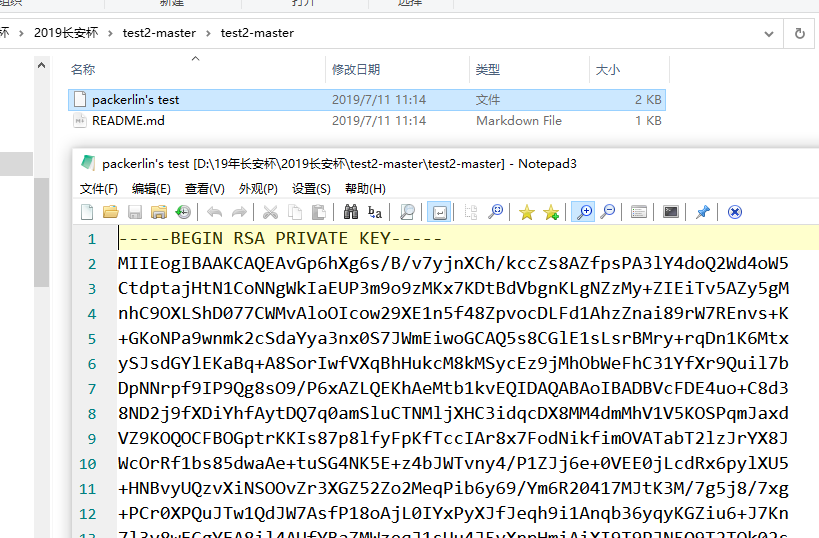 组织 新建 打开 选择
杯 › 2019长安杯 › test2-master › test2-master
名称 修改日期 类型 大小
packerlin's test 2019/7/11 11:14 文件 2 KB
README.md 2019/7/11 11:14 Markdown File 1 KB
packerlin's test [D:\19年长安杯\2019长安杯\test2-master\test2-master] - Notepad3
文件(F) 编辑(E) 查看(V) 外观(P) 设置(S) 帮助(H)
1 -----BEGIN RSA PRIVATE KEY-----
2 MIIEogIBAAKCAQEAvGp6hXg6s/B/v7yjnXCh/kccZs8AZfpsPA3lY4doQ2Wd4oW5
3 CtdptajHtN1CoNNgWkIaEUP3m9o9zMKx7KDtBdVbgnKLgNZzMy+ZIEiTv5AZy5gM
4 nhC9OXLShD077CWMvAloOIcow29XE1n5f48ZpvocDLFd1AhzZnai89rW7REnvs+K
5 +GKoNPa9wnmk2cSdaYya3nx0S7JWmEiwoGCAQ5s8CGlE1sLsrBMry+rqDn1K6Mtx
6 ySJsdGYlEKaBq+A8SorIwfVXqBhHukcM8kMSycEz9jMhObWeFhC31YfXr9Quil7b
7 DpNNrpf9IP9Qg8sO9/P6xAZLQEKhAeMtb1kvEQIDAQABAoIBADBVcFDE4uo+C8d3
8 8ND2j9fXDiYhfAytDQ7q0amSluCTNMljXHC3idqcDX8MM4dmMhV1V5KOSPqmJaxd
9 VZ9KOQOCFBOGptrKKIs87p8lfyFpKfTccIAr8x7FodNikfimOVATabT2lzJrYX8J
10 WcOrRf1bs85dwaAe+tuSG4NK5E+z4bJWTvny4/P1ZJj6e+0VEE0jLcdRx6pylXU5
11 +HNBvyUQzvXiNSOOvZr3XGZ52Zo2MeqPib6y69/Ym6R20417MJtK3M/7g5j8/7xg
12 +PCr0XPQuJTw1QdJW7AsfP18oAjL0IYxPyXJfJeqh9i1Anqb36yqyKGZiu6+J7Kn